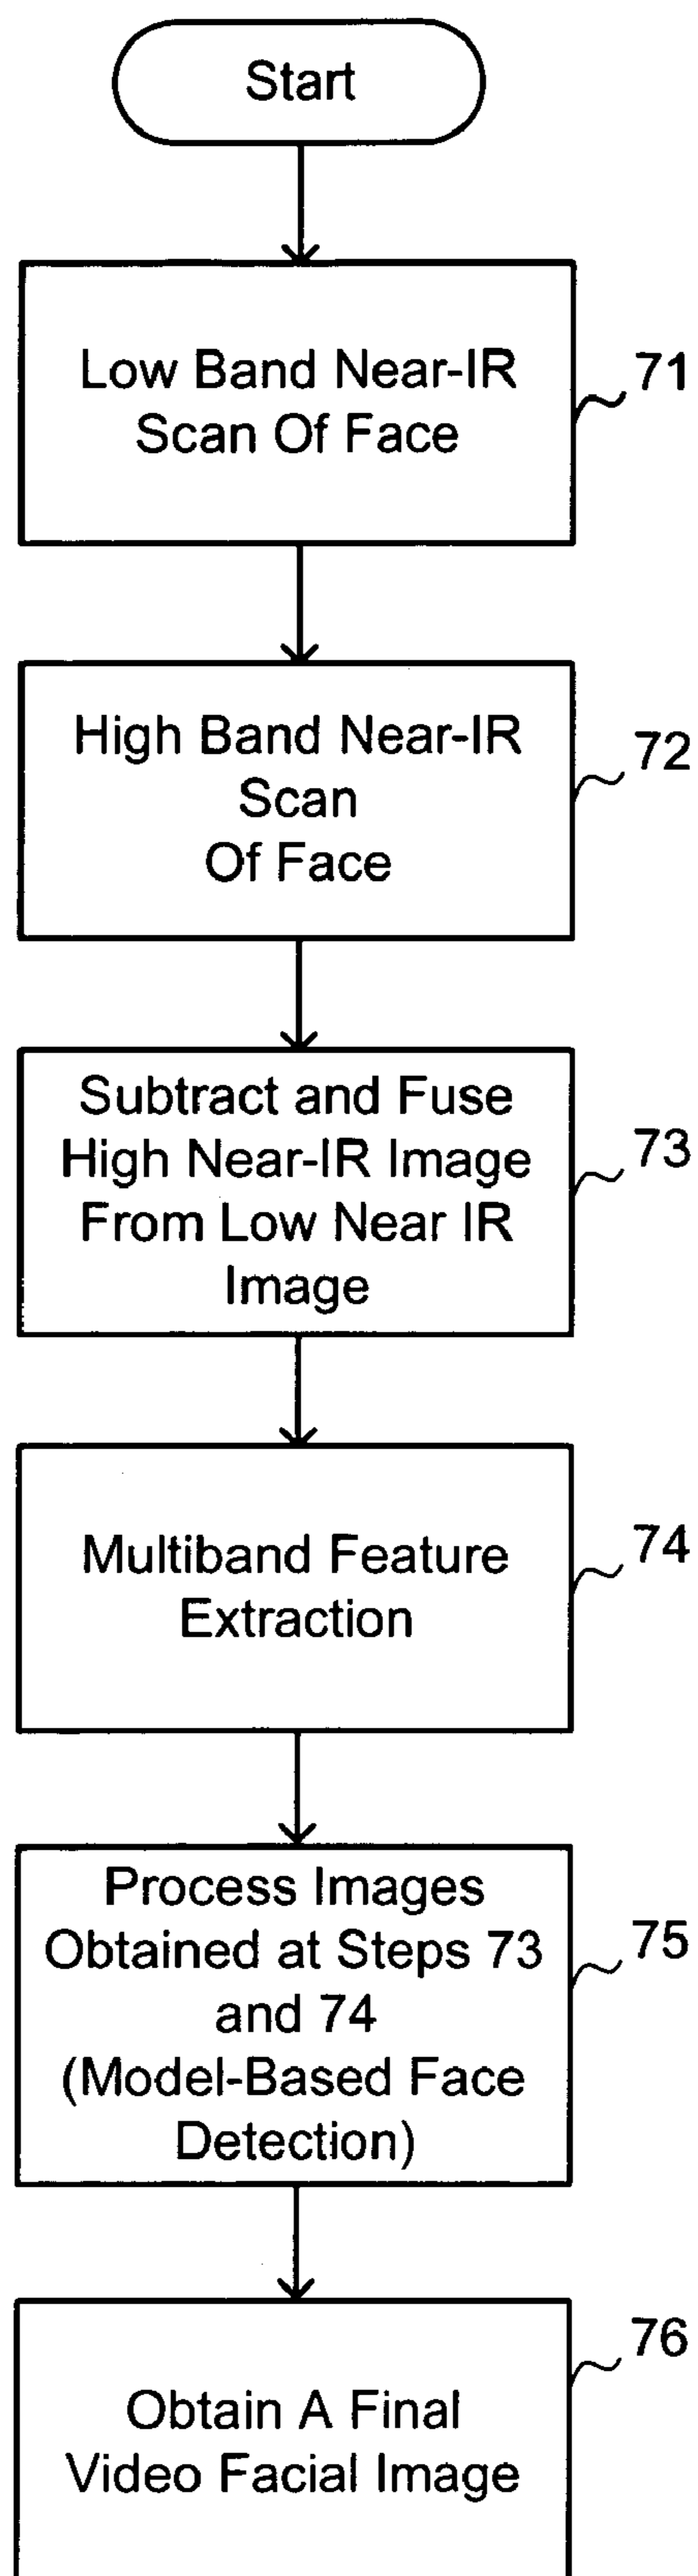 Start
Low Band Near-IR
Scan Of Face
71
High Band Near-IR
Scan
Of Face
72
Subtract and Fuse
High Near-IR Image
From Low Near IR
Image
73
Multiband Feature
Extraction
74
Process Images
Obtained at Steps 73
and 74
(Model-Based Face
Detection)
75
Obtain A Final
Video Facial Image
76